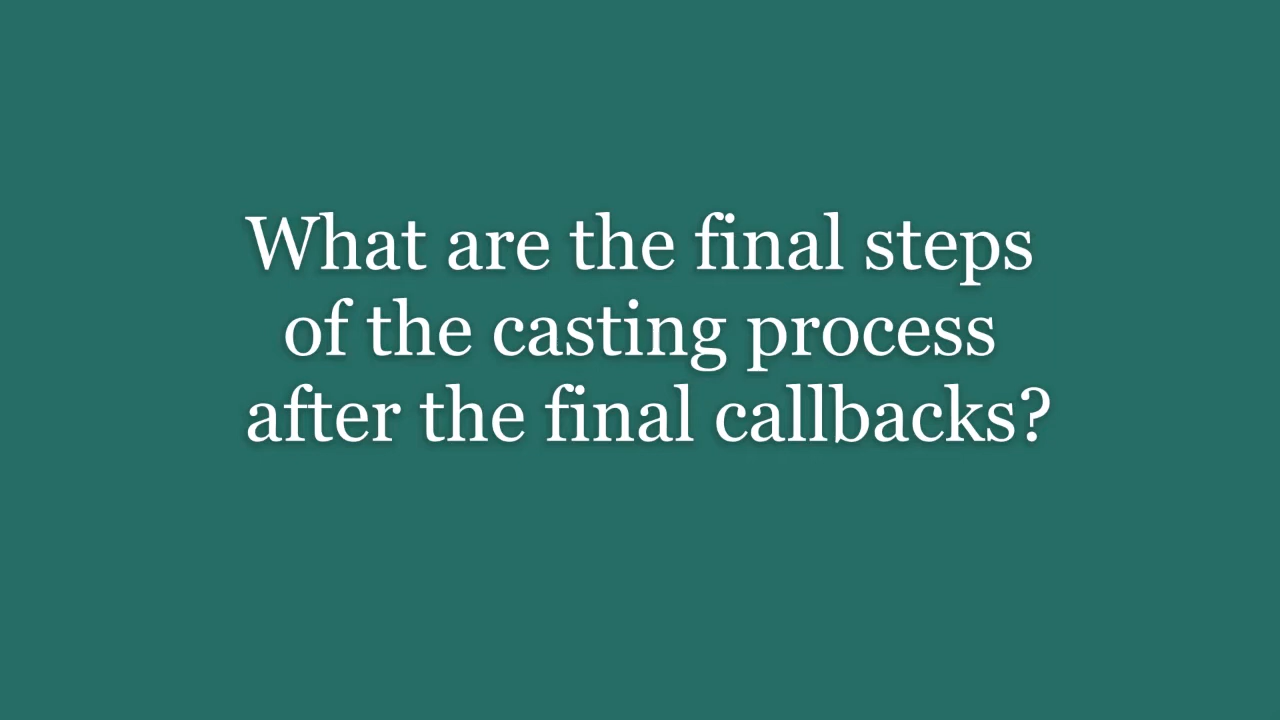 What are the final steps
of the casting process
after the final callbacks?